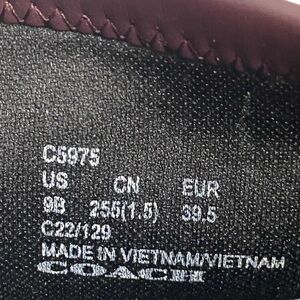 C5975
US CN EUR
9B 255(1.5) 39.5
C22/129
MADE IN VIETNAM/VIETNAM
COACH